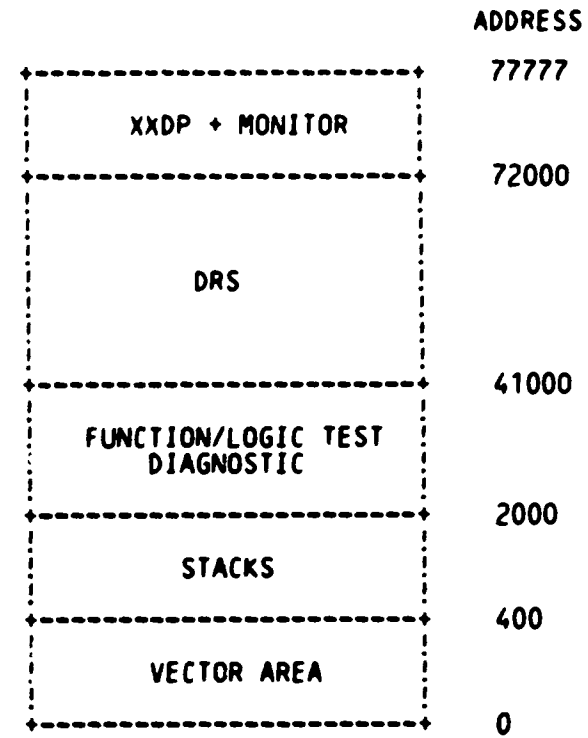 ADDRESS
77777
XXDP + MONITOR
72000
DRS
41000
FUNCTION/LOGIC TEST
DIAGNOSTIC
2000
STACKS
400
VECTOR AREA
0